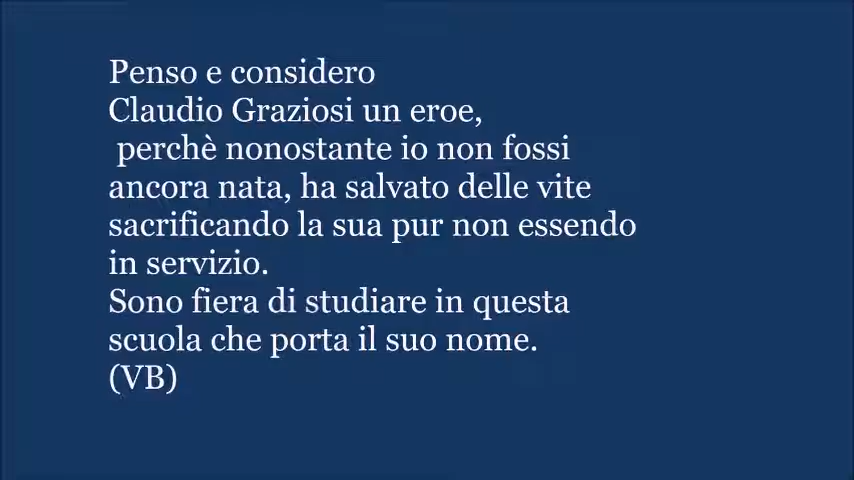 Penso e considero
Claudio Graziosi un eroe,
perchè nonostante io non fossi
ancora nata, ha salvato delle vite
sacrificando la sua pur non essendo
in servizio.
Sono fiera di studiare in questa
scuola che porta il suo nome.
(VB)